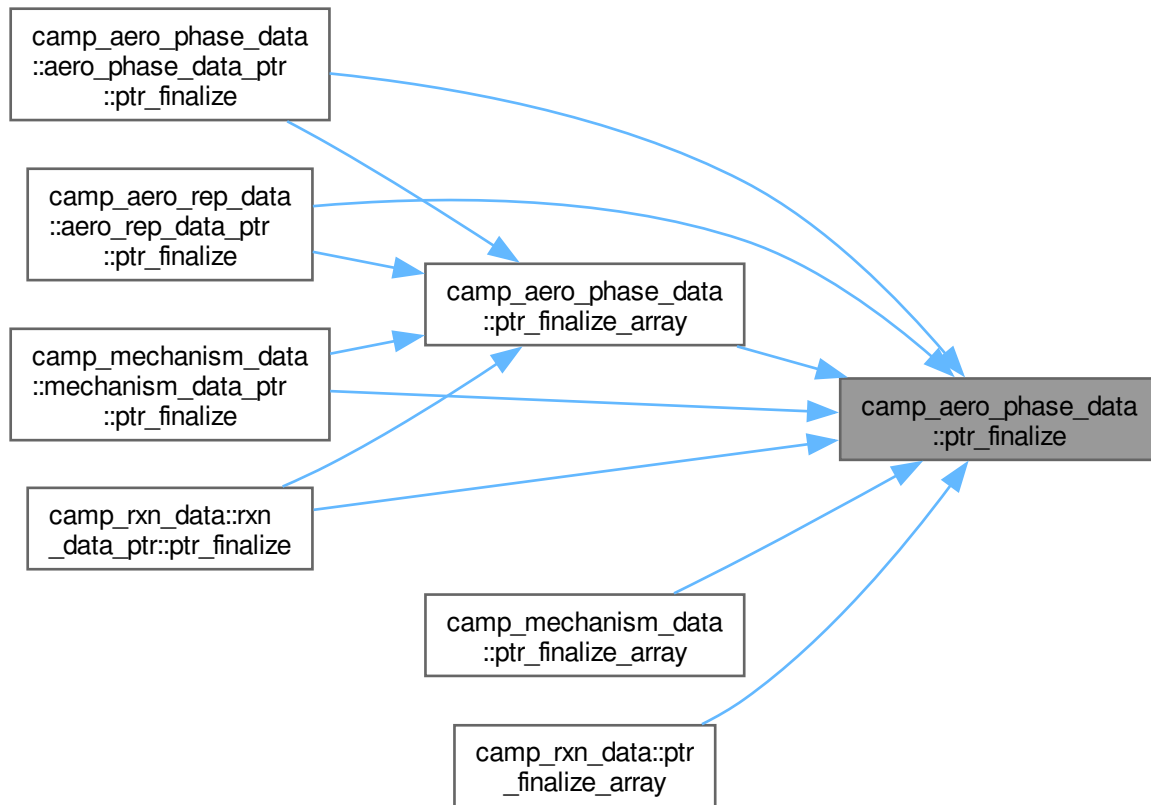 camp_aero_phase_data
::aero_phase_data_ptr
::ptr_finalize
camp_aero_rep_data
::aero_rep_data_ptr
::ptr_finalize
camp_aero_phase_data
::ptr_finalize_array
camp_mechanism_data
::mechanism_data_ptr
::ptr_finalize
camp_aero_phase_data
::ptr_finalize
camp_rxn_data::rxn
_data_ptr::ptr_finalize
camp_mechanism_data
::ptr_finalize_array
camp_rxn_data::ptr
_finalize_array